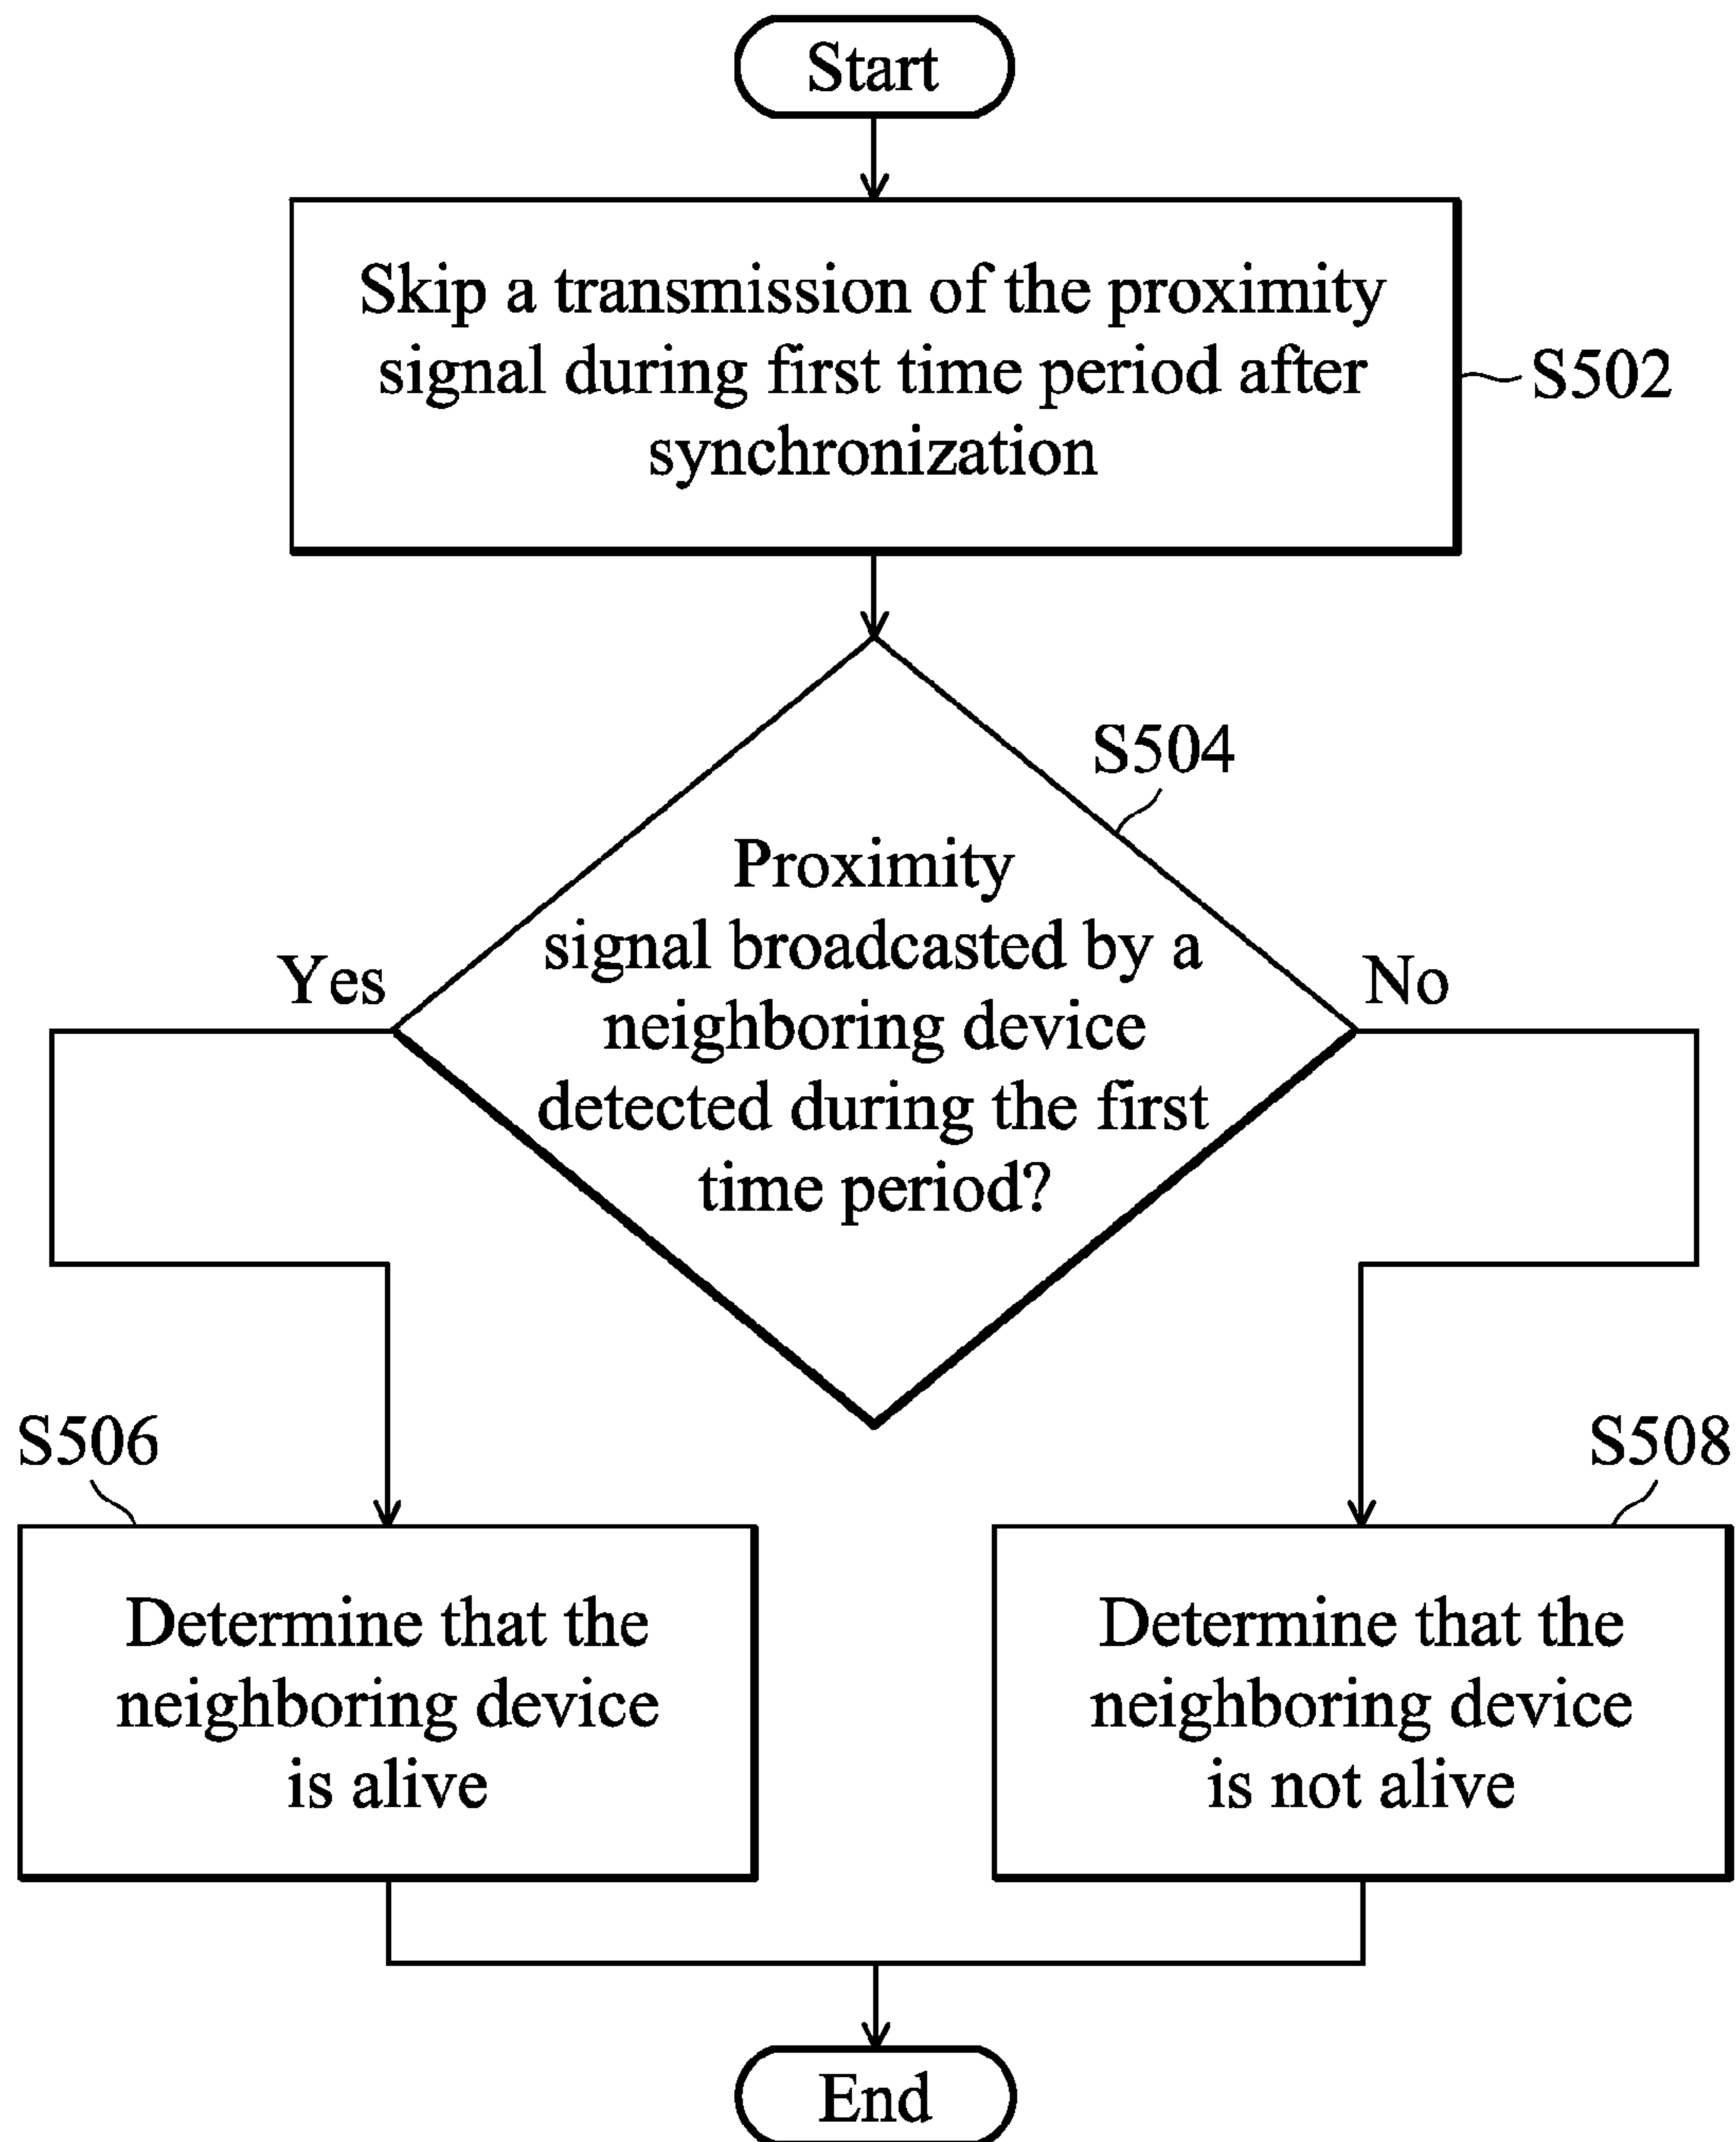 Start
Skip a transmission of the proximity
signal during first time period after
synchronization
S502
S504
Proximity
signal broadcasted by a
neighboring device
detected during the first
time period?
Yes
No
S506
S508
Determine that the
neighboring device
is alive
Determine that the
neighboring device
is not alive
End